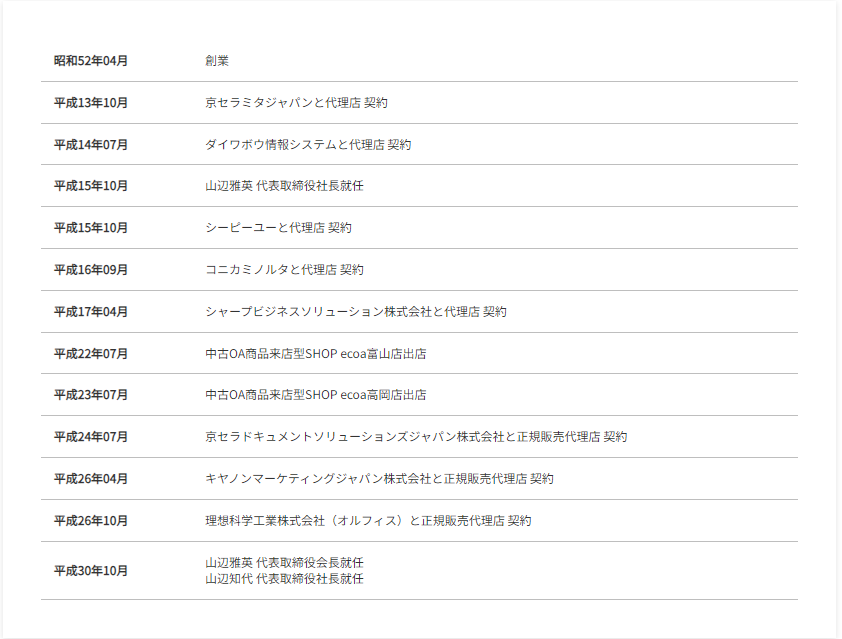 昭和52年04月 創業
平成13年10月 京セラミタジャパンと代理店 契約
平成14年07月 ダイワボウ情報システムと代理店 契約
平成15年10月 山辺雅英 代表取締役社長就任
平成15年10月 シーピーユーと代理店 契約
平成16年09月 コニカミノルタと代理店 契約
平成17年04月 シャープビジネスソリューション株式会社と代理店 契約
平成22年07月 中古OA商品来店型SHOP ecoa富山店出店
平成23年07月 中古OA商品来店型SHOP ecoa高岡店出店
平成24年07月 京セラドキュメントソリューションズジャパン株式会社と正規販売代理店 契約
平成26年04月 キヤノンマーケティングジャパン株式会社と正規販売代理店 契約
平成26年10月 理想科学工業株式会社（オルフィス）と正規販売代理店 契約
平成30年10月 山辺雅英 代表取締役会長就任
山辺知代 代表取締役社長就任